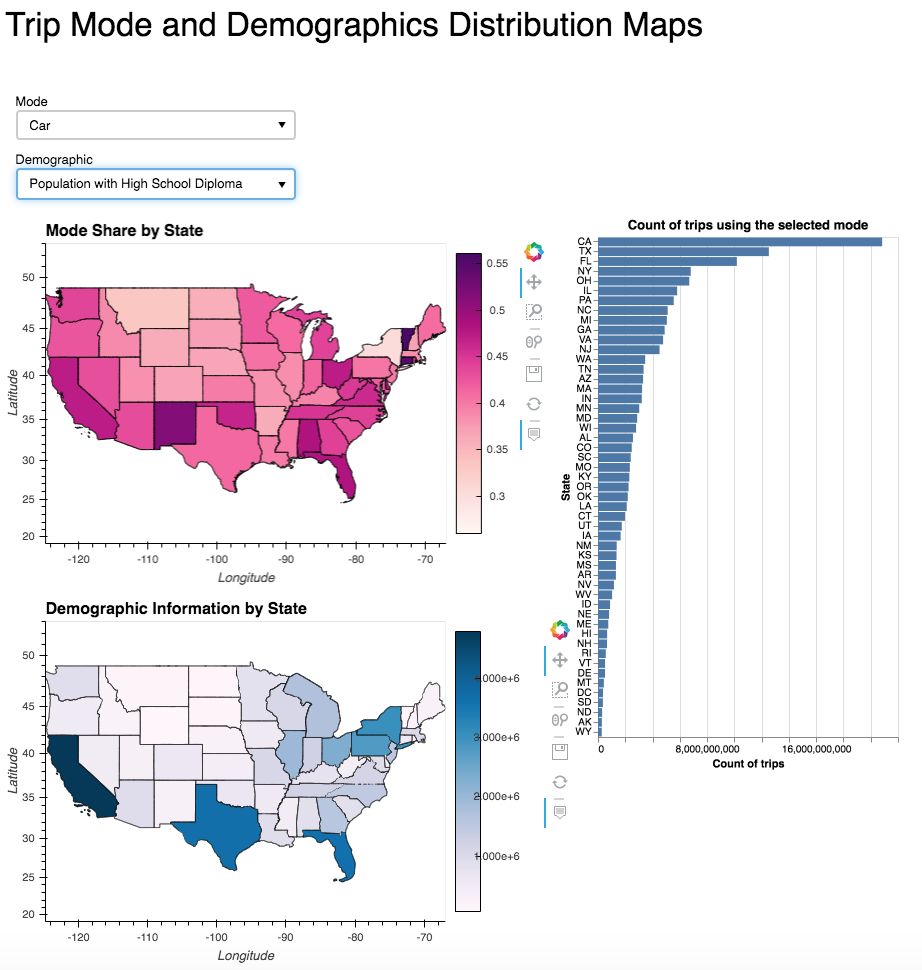 Trip Mode and Demographics Distribution Maps
Mode
Car
Demographic
Population with High School Diploma
Mode Share by State
50
45
40
35
30
25
20
Latitude
-120 -110 -100 -90 -80 -70
Longitude
0.55
0.5
0.45
0.4
0.35
0.3
Demographic Information by State
50
45
40
35
30
25
20
Latitude
-120 -110 -100 -90 -80 -70
Longitude
4.000e+6
3.000e+6
2.000e+6
1.000e+6
Count of trips using the selected mode
State
CA
TX
FL
NY
OH
IL
PA
NC
MI
GA
VA
NJ
WA
TN
AZ
MA
IN
MN
MD
WI
AL
CO
SC
MO
KY
OR
OK
LA
CT
UT
IA
NM
KS
MS
AR
NV
WV
ID
NE
ME
HI
NH
RI
VT
DE
MT
DC
SD
ND
AK
WY
0 8,000,000,000 16,000,000,000
Count of trips